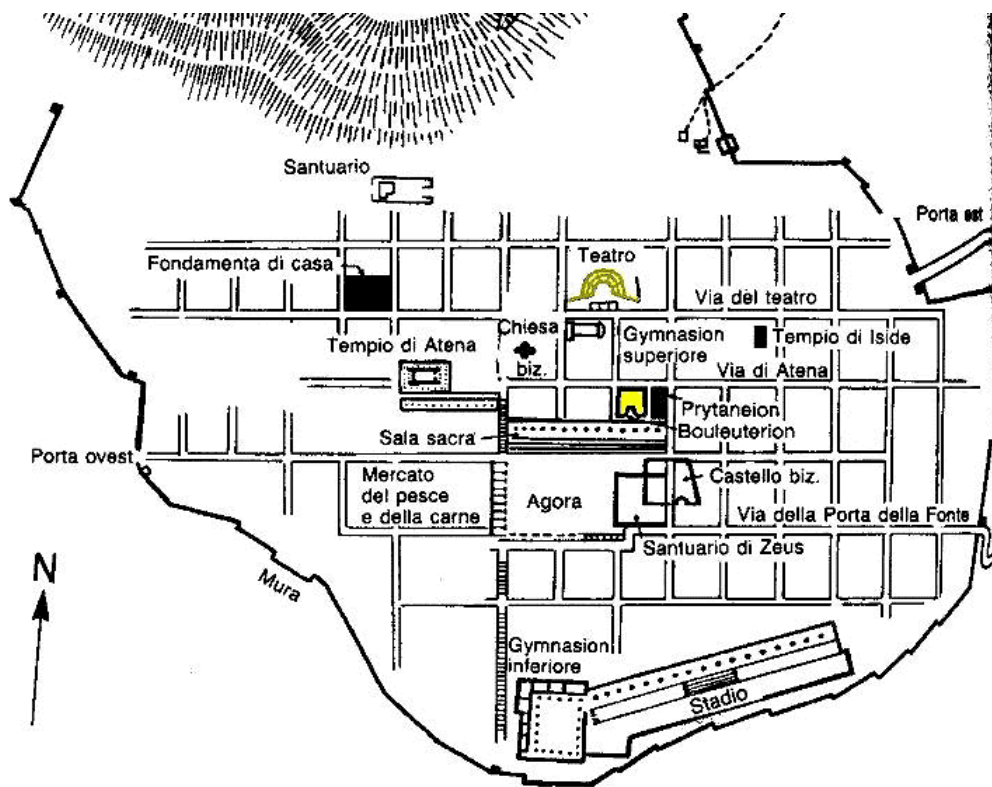 Santuario
Porta est
Fondamenta di casa
Teatro
Via del teatro
Chiesa
biz.
Gymnasion
superiore
Tempio di Iside
Tempio di Atena
Via di Atena
Prytaneion
Bouleuterion
Sala sacra
Porta ovest
Mercato
del pesce
e della carne
Agora
Castello biz.
Via della Porta della Fonte
Santuario di Zeus
N
Mura
Gymnasion
inferiore
Stadio